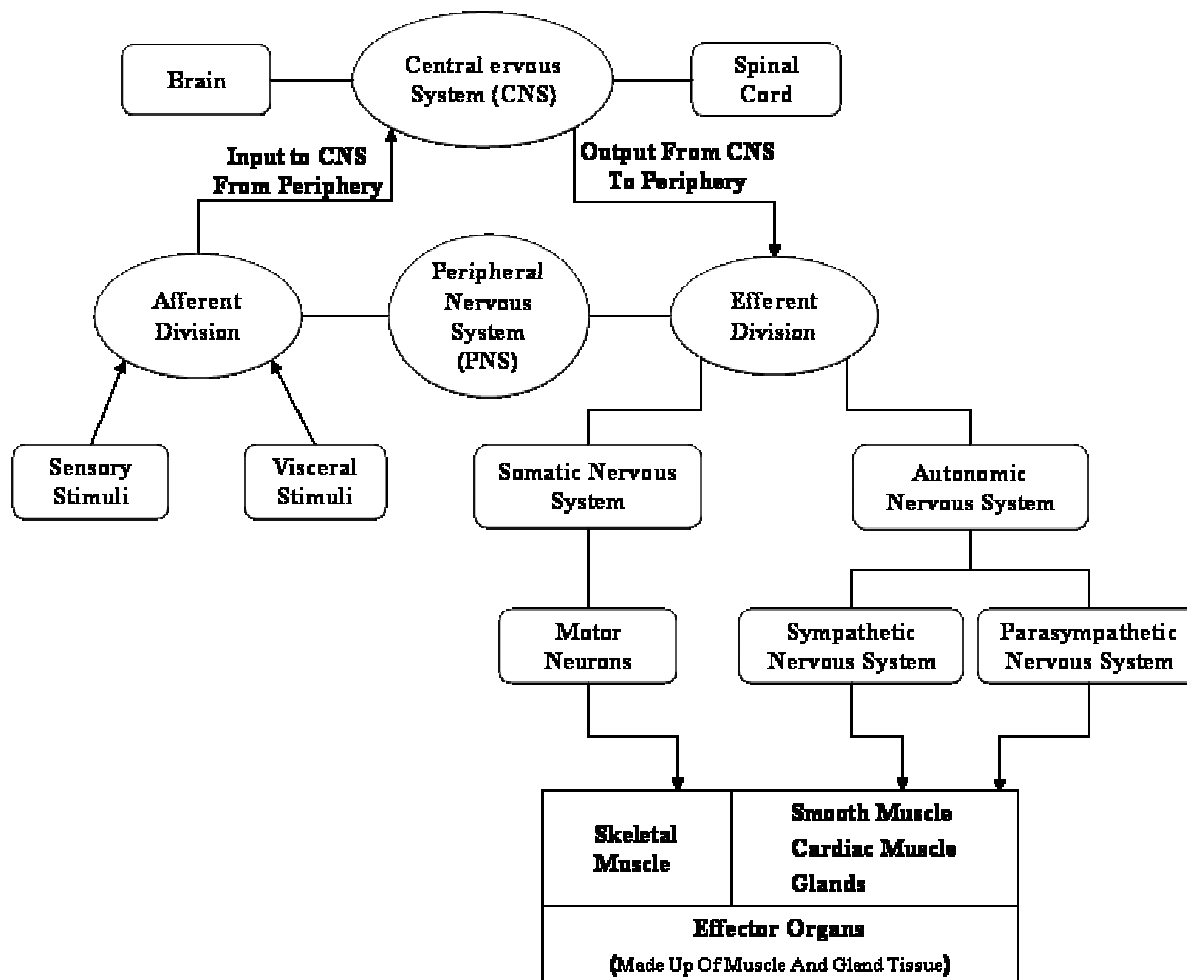 Brain
Central ervous
System (CNS)
Spinal
Cord
Input to CNS
From Periphery
Output From CNS
To Periphery
Afferent
Division
Peripheral
Nervous
System
(PNS)
Efferent
Division
Sensory
Stimuli
Visceral
Stimuli
Somatic Nervous
System
Autonomic
Nervous System
Motor
Neurons
Sympathetic
Nervous System
Parasympathetic
Nervous System
Skeletal
Muscle
Smooth Muscle
Cardiac Muscle
Glands
Effector Organs
(Made Up Of Muscle And Gland Tissue)